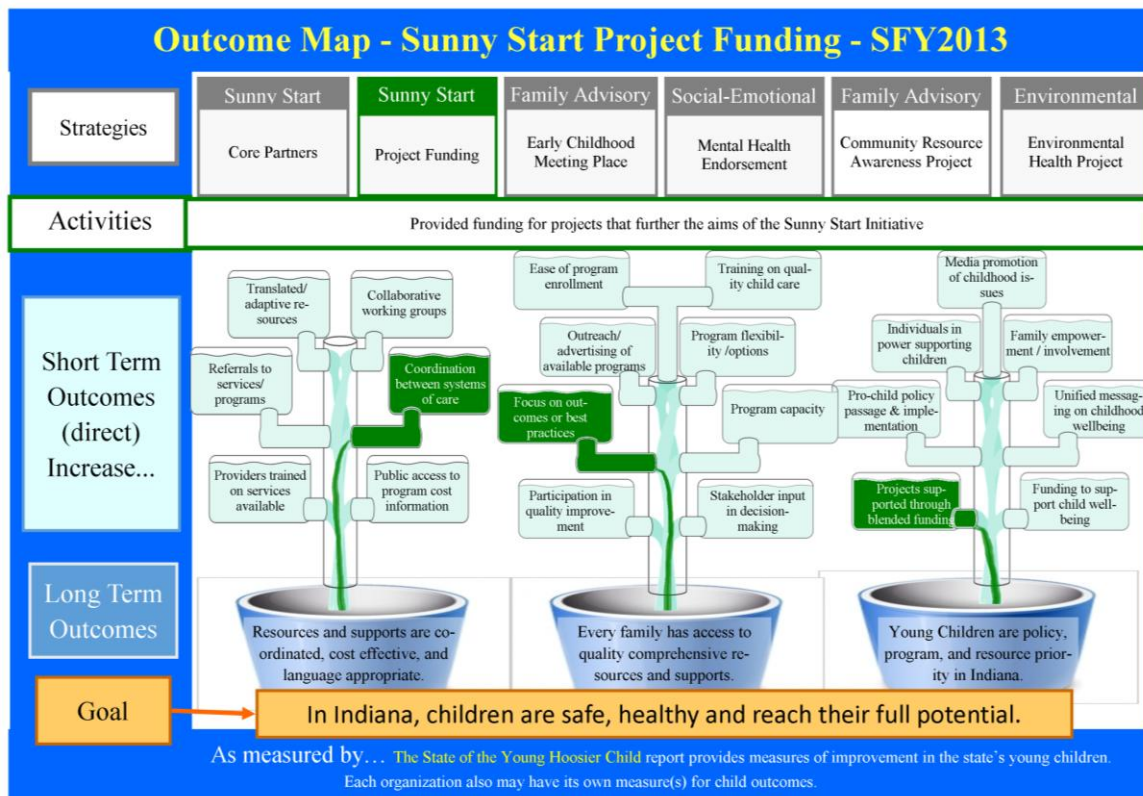 Outcome Map - Sunny Start Project Funding - SFY2013
Strategies
Sunnv Start
Core Partners
Sunny Start
Project Funding
Family Advisory
Early Childhood
Meeting Place
Social-Emotional
Mental Health
Endorsement
Family Advisory
Community Resource
Awareness Project
Environmental
Environmental
Health Project
Activities
Provided funding for projects that further the aims of the Sunny Start Initiative
Short Term
Outcomes
(direct)
Increase...
Translated/
adaptive re-
sources
Collaborative
working groups
Referrals to
services/
programs
Coordination
between systems
of care
Providers trained
on services
available
Public access to
program cost
information
Ease of program
enrollment
Training on qual-
ity child care
Outreach/
advertising of
available programs
Program flexibil-
ity /options
Focus on out-
comes or best
practices
Program capacity
Participation in
quality improve-
ment
Stakeholder input
in decision-
making
Media promotion
of childhood is-
sues
Individuals in
power supporting
children
Family empower-
ment / involvement
Pro-child policy
passage & imple-
mentation
Unified messag-
ing on childhood
wellbeing
Projects sup-
ported through
blended funding
Funding to sup-
port child well-
being
Long Term
Outcomes
Resources and supports are co-
ordinated, cost effective, and
language appropriate.
Every family has access to
quality comprehensive re-
sources and supports.
Young Children are policy,
program, and resource prior-
ity in Indiana.
Goal
In Indiana, children are safe, healthy and reach their full potential.
As measured by… The State of the Young Hoosier Child report provides measures of improvement in the state's young children.
Each organization also may have its own measure(s) for child outcomes.